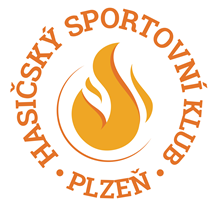 HASIČSKÝ SPORTOVNÍ KLUB
• PLZEŇ •